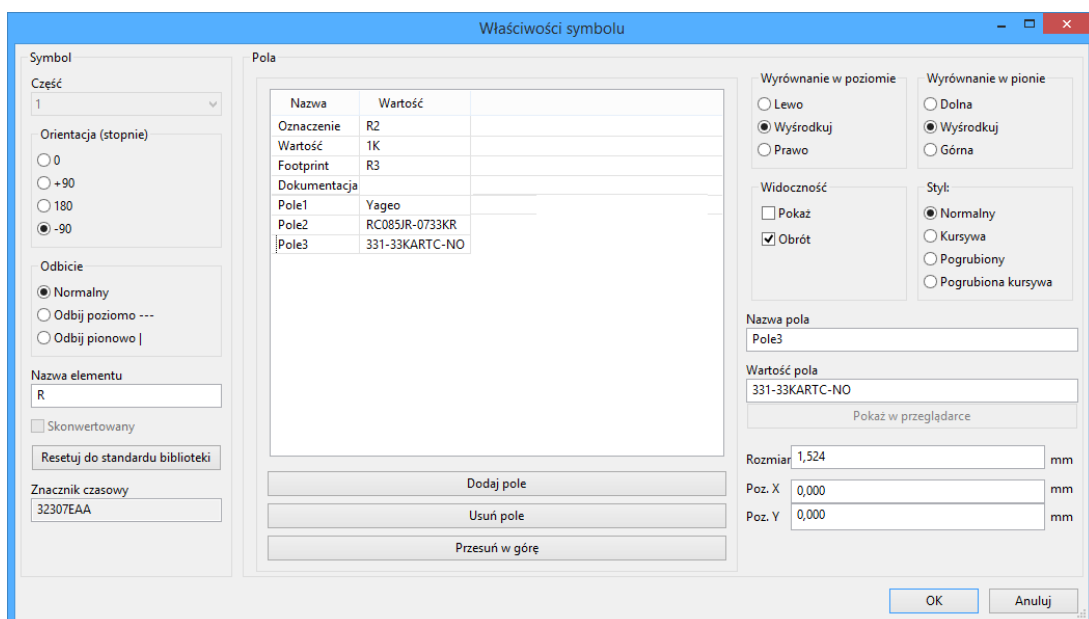 Właściwości symbolu
Symbol
Część
1
Orientacja (stopnie)
0
+90
180
-90
Odbicie
Normalny
Odbij poziomo ---
Odbij pionowo |
Nazwa elementu
R
Skonwertowany
Resetuj do standardu biblioteki
Znacznik czasowy
32307EAA
Pola
Nazwa Wartość
Oznaczenie R2
Wartość 1K
Footprint R3
Dokumentacja
Pole1 Yageo
Pole2 RC085JR-0733KR
Pole3 331-33KARTC-NO
Dodaj pole
Usuń pole
Przesuń w górę
Wyrównanie w poziomie
Lewo
Wyśrodkuj
Prawo
Wyrównanie w pionie
Dolna
Wyśrodkuj
Górna
Widoczność
Pokaż
Obrót
Styl:
Normalny
Kursywa
Pogrubiony
Pogrubiona kursywa
Nazwa pola
Pole3
Wartość pola
331-33KARTC-NO
Pokaż w przeglądarce
Rozmiar 1,524 mm
Poz. X 0,000 mm
Poz. Y 0,000 mm
OK Anuluj